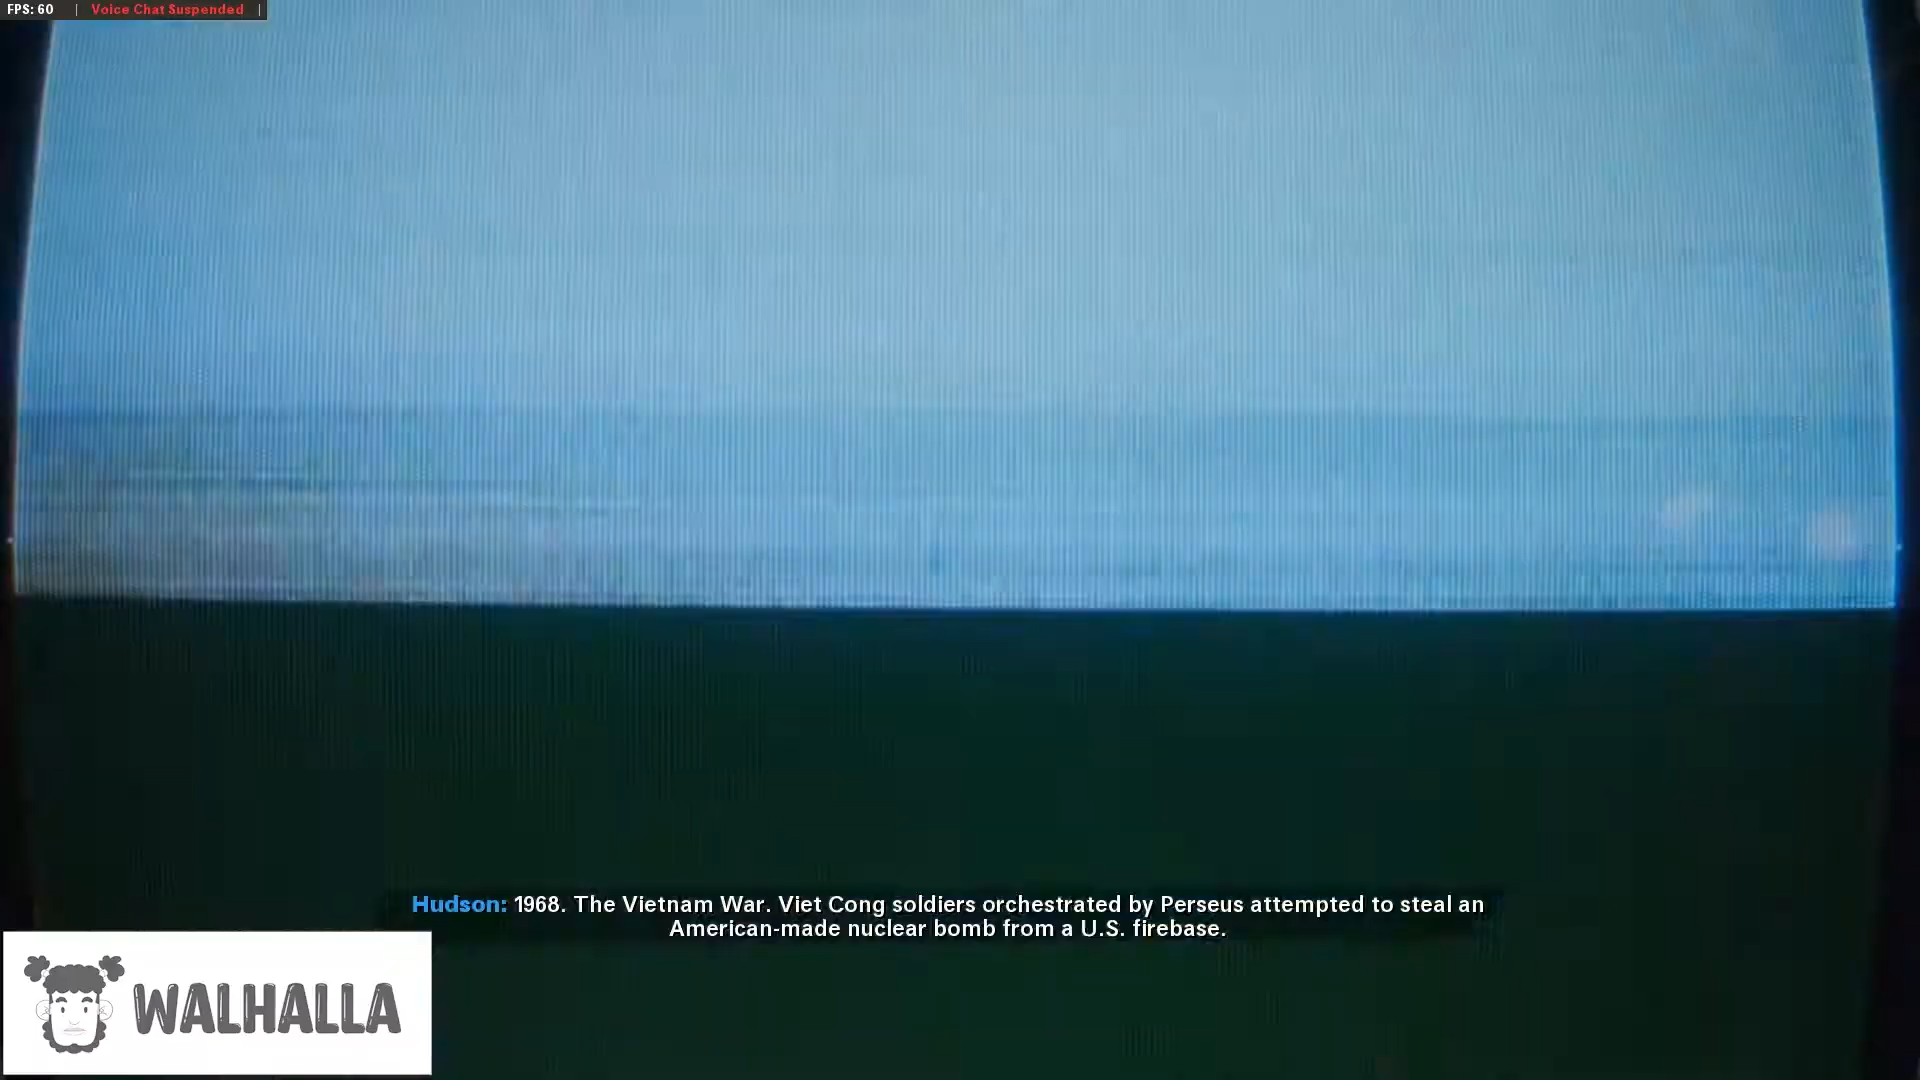 FPS: 60 | Voice Chat Suspended |
Hudson: 1968. The Vietnam War. Viet Cong soldiers orchestrated by Perseus attempted to steal an
American-made nuclear bomb from a U.S. firebase.
WALHALLA